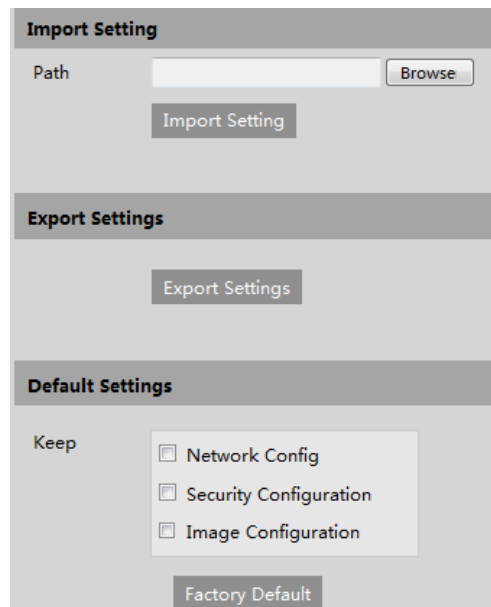 Import Setting
Path Browse
Import Setting
Export Settings
Export Settings
Default Settings
Keep
Network Config
Security Configuration
Image Configuration
Factory Default